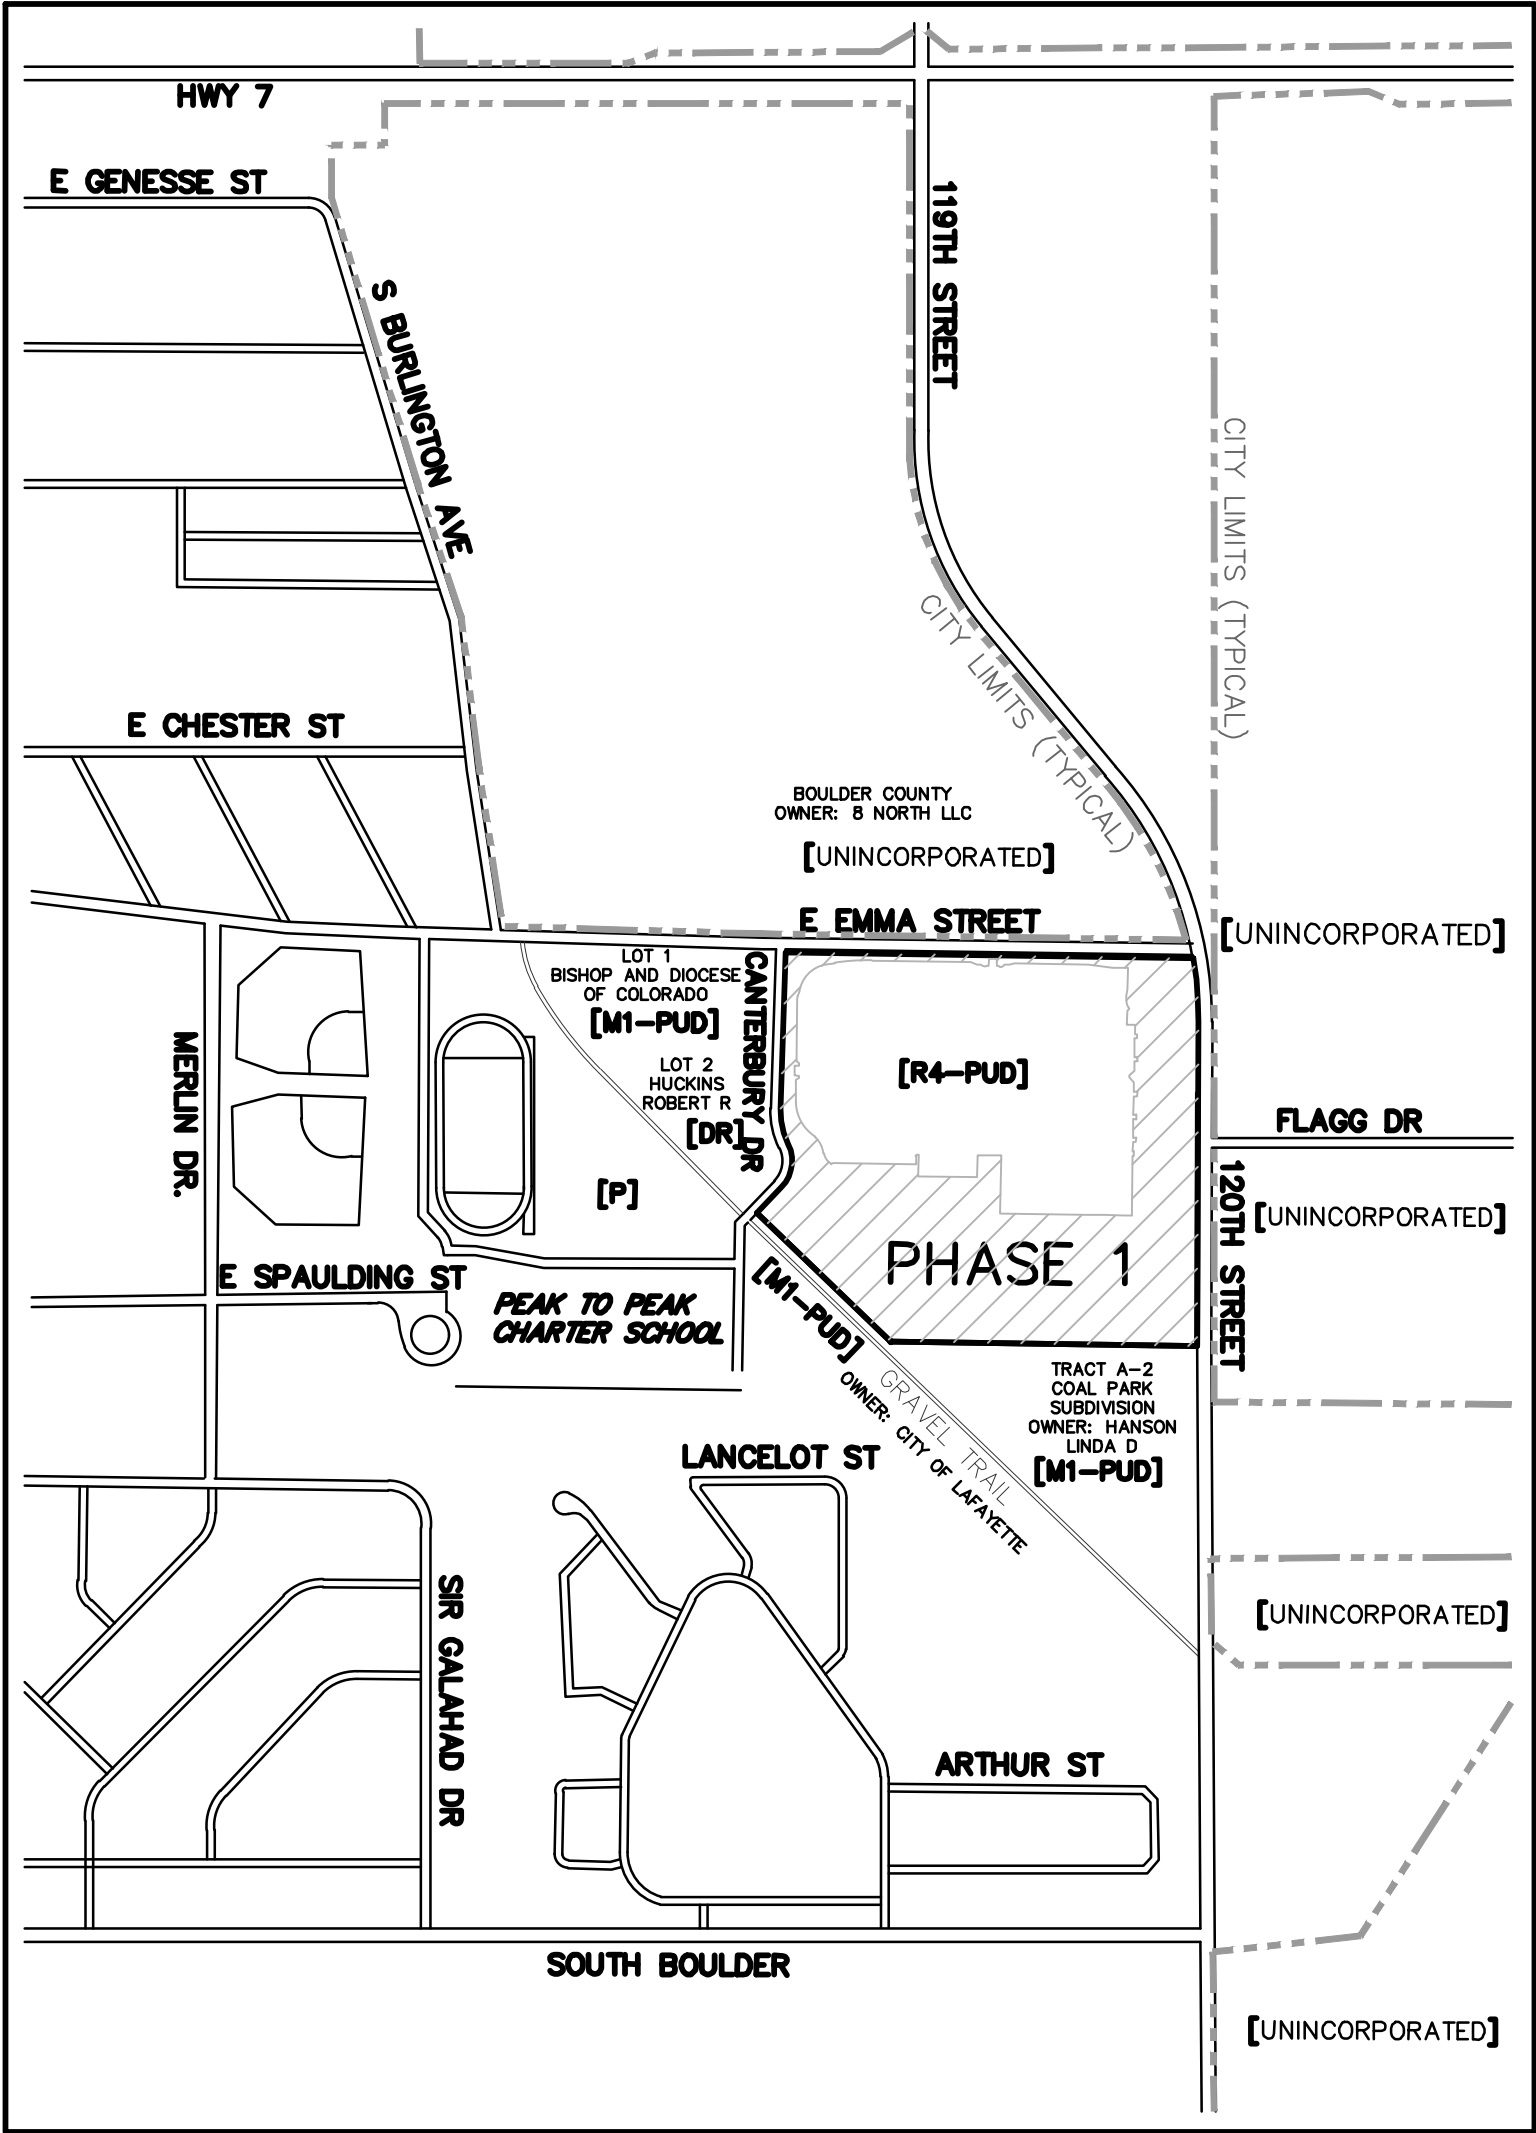 HWY 7
E GENESSE ST
119TH STREET
S BURLINGTON AVE
CITY LIMITS (TYPICAL)
CITY LIMITS (TYPICAL)
E CHESTER ST
BOULDER COUNTY
OWNER: 8 NORTH LLC
[UNINCORPORATED]
E EMMA STREET
[UNINCORPORATED]
LOT 1
BISHOP AND DIOCESE
OF COLORADO
[M1-PUD]
CANTERBURY DR
LOT 2
HUCKINS
ROBERT R
[DR]
[R4-PUD]
MERLIN DR.
FLAGG DR
[P]
120TH STREET
[UNINCORPORATED]
PHASE 1
E SPAULDING ST
PEAK TO PEAK
CHARTER SCHOOL
[M1-PUD]
OWNER: CITY OF LAFAYETTE
GRAVEL TRAIL
TRACT A-2
COAL PARK
SUBDIVISION
OWNER: HANSON
LINDA D
[M1-PUD]
LANCELOT ST
SIR GALAHAD DR
[UNINCORPORATED]
ARTHUR ST
SOUTH BOULDER
[UNINCORPORATED]